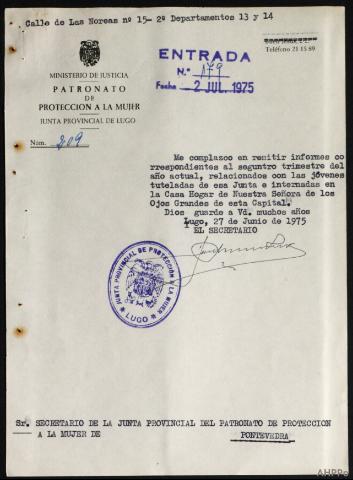 Calle de Las Noreas nº 15- 2º Departamentos 13 y 14
Teléfono 21 15 69
ENTRADA
N.º 179
Fecha 2 JUL. 1975
MINISTERIO DE JUSTICIA
PATRONATO
DE
PROTECCION A LA MUJER
JUNTA PROVINCIAL DE LUGO
Núm. 209
Me complazco en remitir informes co
rrespondientes al seguntro trimestre del
año actual, relacionados con las jóvenes
tuteladas de esa Junta e internadas en
la Casa Hogar de Nuestra Señora de los
Ojos Grandes de esta Capital.
Dios guarde a Vd. muchos años
Lugo, 27 de Junio de 1975
EL SECRETARIO
JUNTA PROVINCIAL DE PROTECCIÓN A LA MUJER
LUGO
Sr. SECRETARIO DE LA JUNTA PROVINCIAL DEL PATRONATO DE PROTECCION
A LA MUJER DE PONTEVEDRA
AHPPo